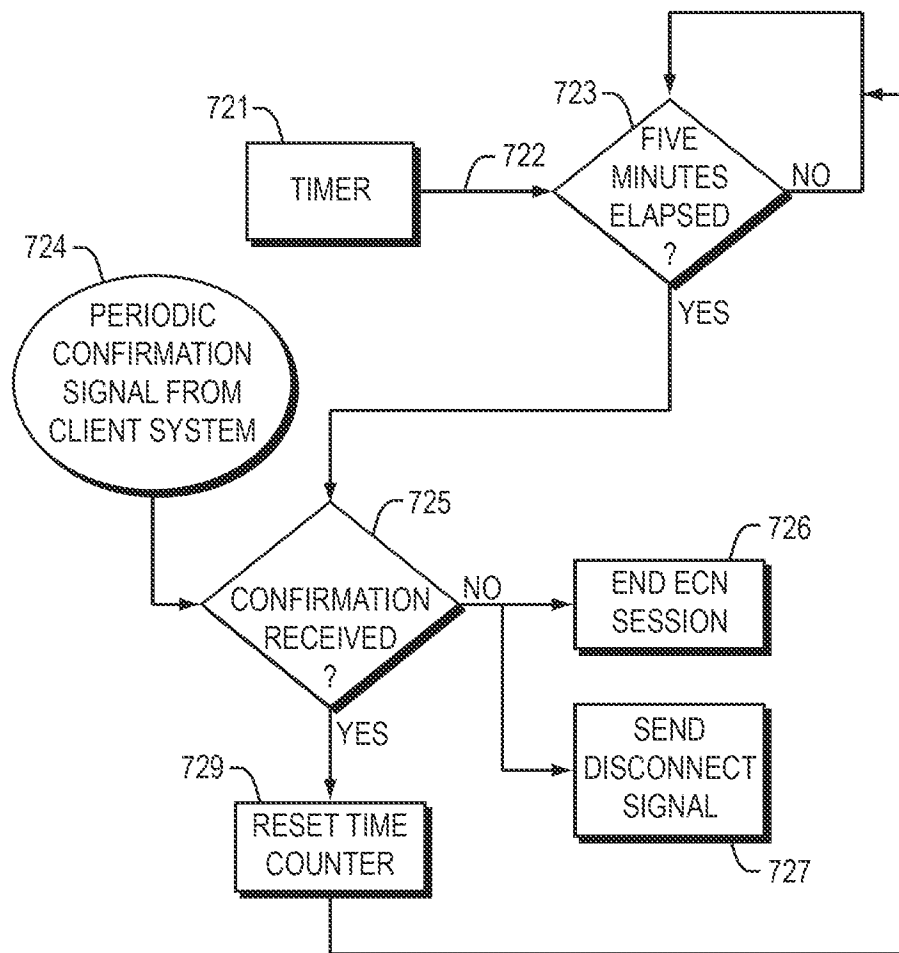 721
TIMER
722
723
FIVE
MINUTES
ELAPSED
?
NO
YES
724
PERIODIC
CONFIRMATION
SIGNAL FROM
CLIENT SYSTEM
725
CONFIRMATION
RECEIVED
?
NO
YES
726
END ECN
SESSION
SEND
DISCONNECT
SIGNAL
727
729
RESET TIME
COUNTER